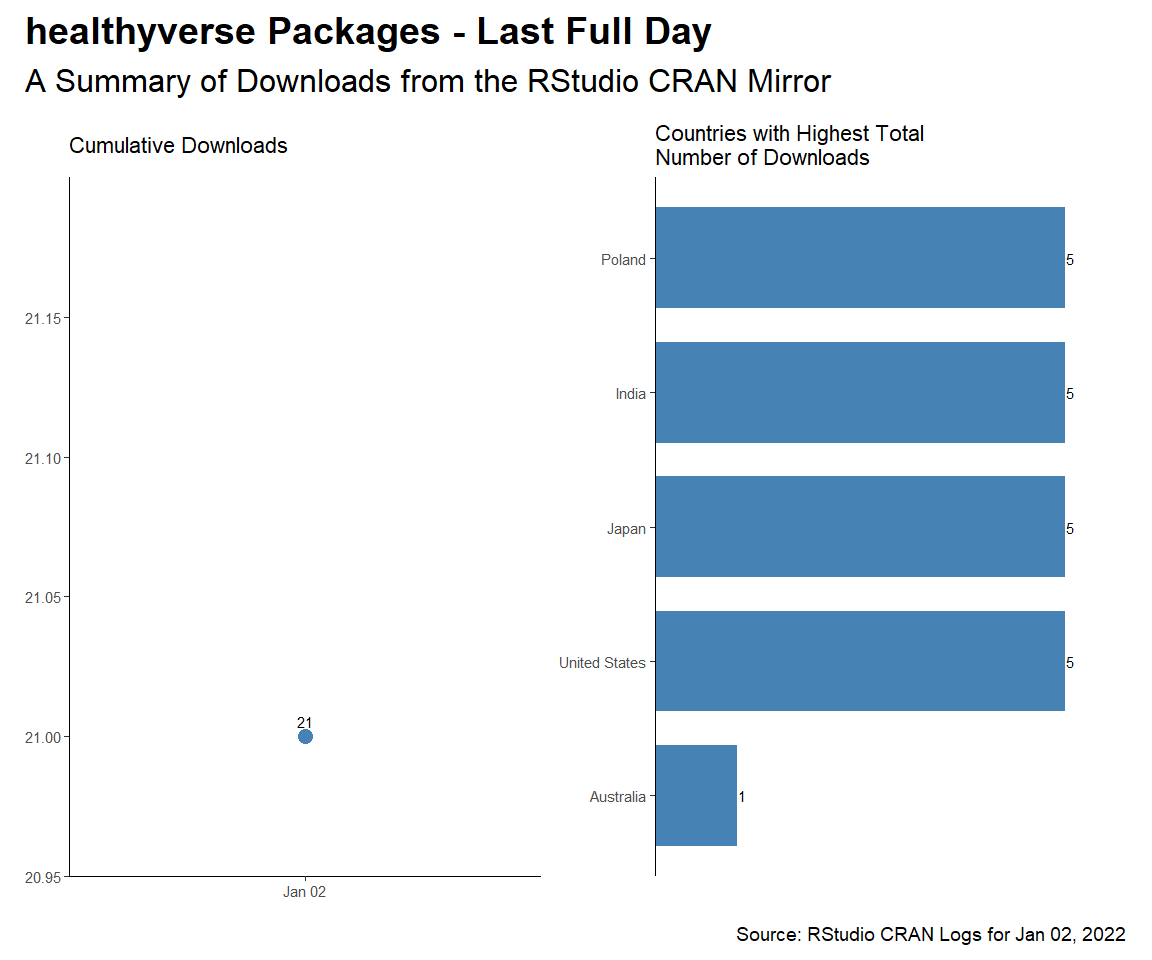 healthyverse Packages - Last Full Day
A Summary of Downloads from the RStudio CRAN Mirror
Cumulative Downloads
21.15
21.10
21.05
21.00
20.95
21
Jan 02
Countries with Highest Total
Number of Downloads
Poland
5
India
5
Japan
5
United States
5
Australia
1
Source: RStudio CRAN Logs for Jan 02, 2022